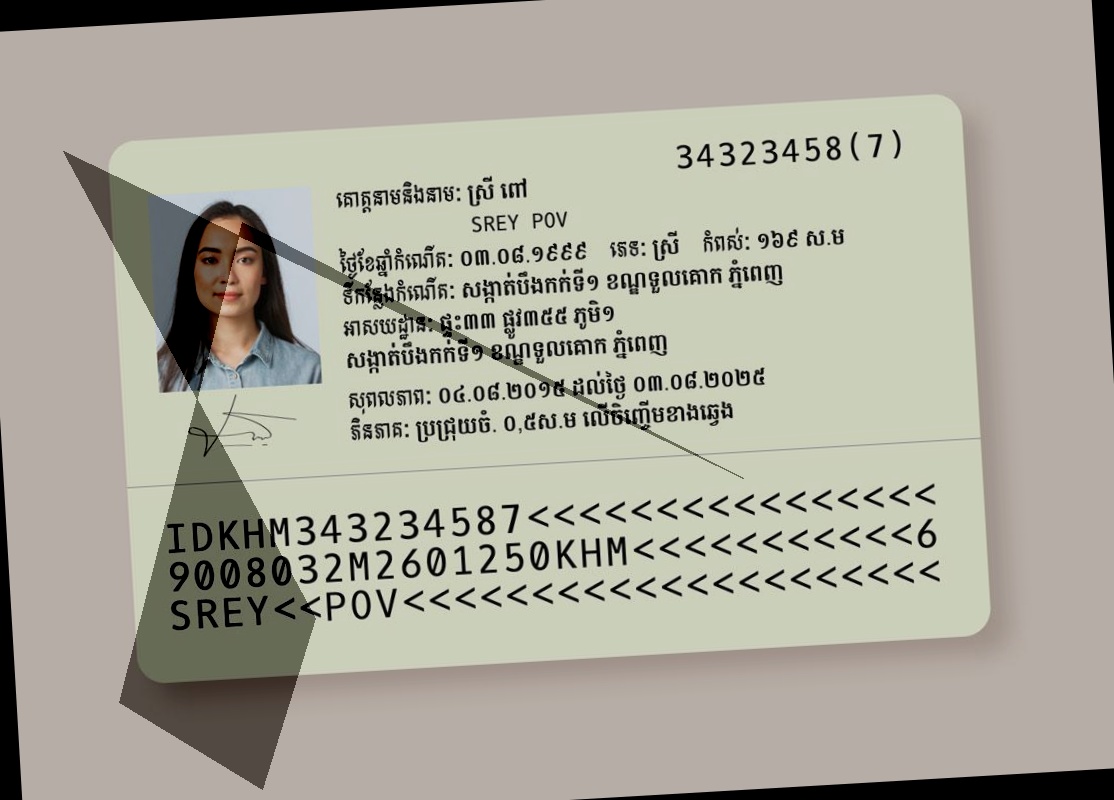 34323458(7)
គោត្តនាមនិងនាម: ស្រី ពៅ
SREY POV
ថ្ងៃខែឆ្នាំកំណើត: ០៣.០៨.១៩៩៩ ភេទ: ស្រី កំពស់: ១៦៩ ស.ម
ទីកន្លែងកំណើត: សង្កាត់បឹងកក់ទី១ ខណ្ឌទួលគោក ភ្នំពេញ
អាសយដ្ឋាន: ផ្ទះ៣៣ ផ្លូវ៣៥៥ ភូមិ១
សង្កាត់បឹងកក់ទី១ ខណ្ឌទួលគោក ភ្នំពេញ
សុពលភាព: ០៤.០៨.២០១៥ ដល់ថ្ងៃ ០៣.០៨.២០២៥
ភិនភាគ: ប្រជ្រុយចំ. ០,៥ស.ម លើចិញ្ចើមខាងឆ្វេង
IDKHM343234587<<<<<<<<<<<<<<<<
9008032M2601250KHM<<<<<<<<<<<6
SREY<<POV<<<<<<<<<<<<<<<<<<<<<